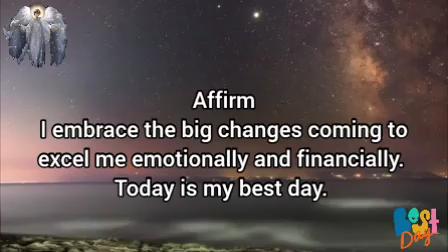 Affirm
I embrace the big changes coming to
excel me emotionally and financially.
Today is my best day.
Best
Day